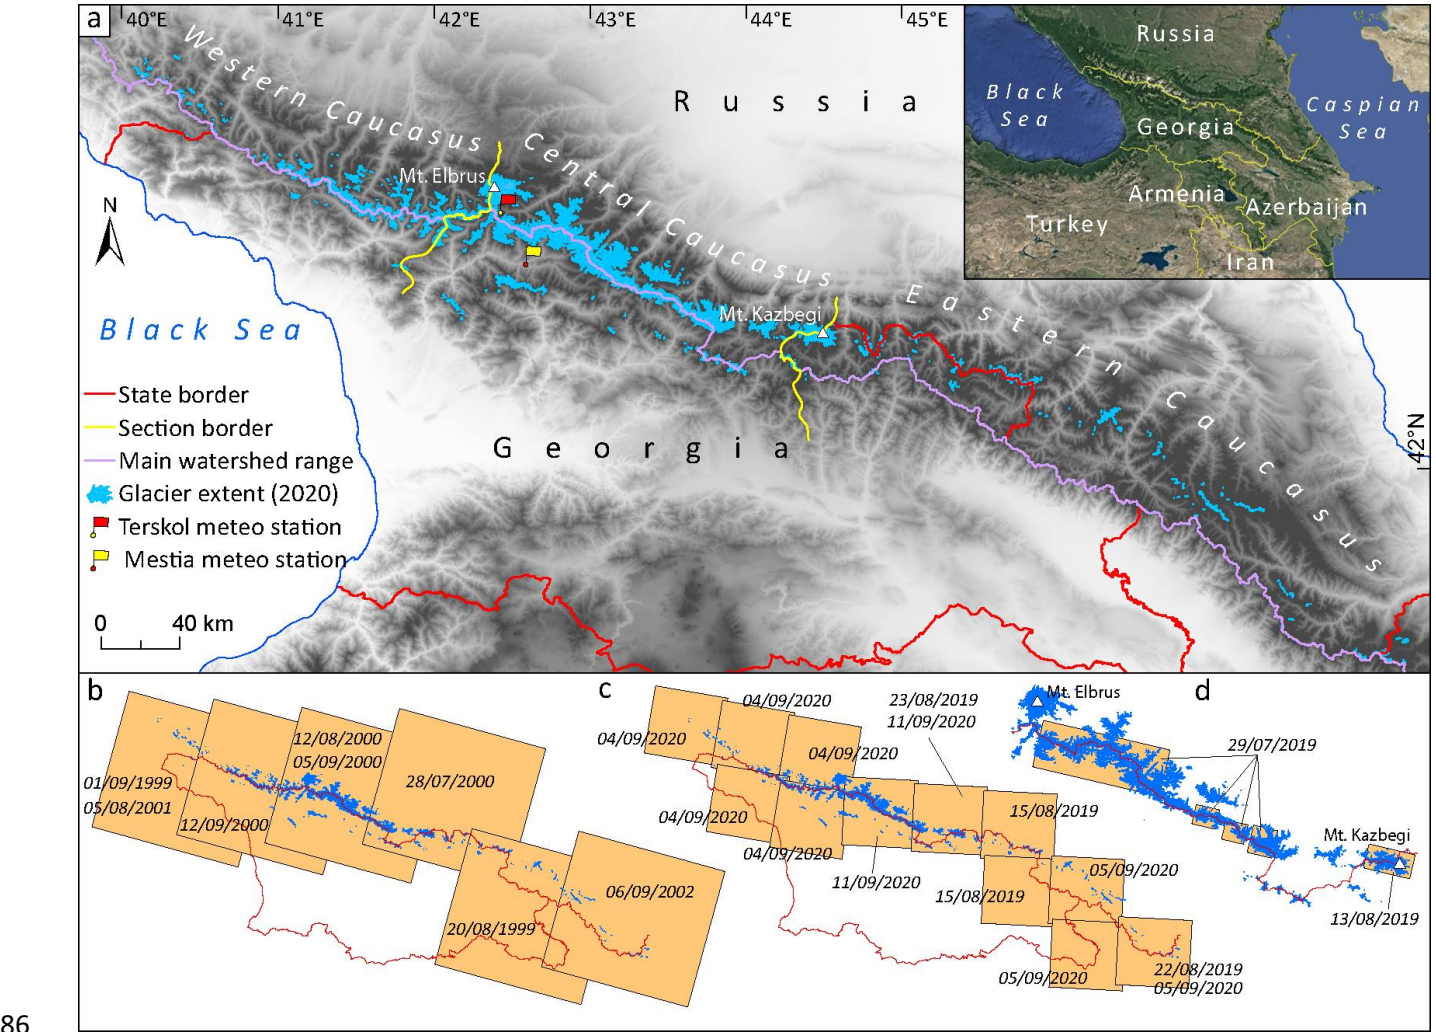 a
40°E
41°E
42°E
43°E
44°E
45°E
42°N
Western Caucasus
Central Caucasus
Eastern Caucasus
Russia
Mt. Elbrus
Mt. Kazbegi
N
Black Sea
Georgia
State border
Section border
Main watershed range
Glacier extent (2020)
Terskol meteo station
Mestia meteo station
0 40 km
Russia
Black
Sea
Caspian
Sea
Georgia
Armenia
Azerbaijan
Turkey
Iran
b
12/08/2000
05/09/2000
28/07/2000
01/09/1999
05/08/2001
12/09/2000
06/09/2002
20/08/1999
c
04/09/2020
23/08/2019
11/09/2020
04/09/2020
04/09/2020
15/08/2019
04/09/2020
04/09/2020
11/09/2020
05/09/2020
15/08/2019
05/09/2020
22/08/2019
05/09/2020
d
Mt. Elbrus
29/07/2019
Mt. Kazbegi
13/08/2019
86